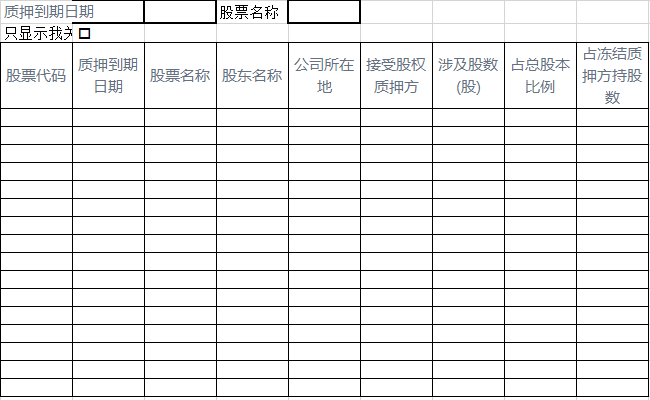 质押到期日期 股票名称
只显示我关
股票代码 质押到期日期 股票名称 股东名称 公司所在地 接受股权质押方 涉及股数(股) 占总股本比例 占冻结质押方持股数